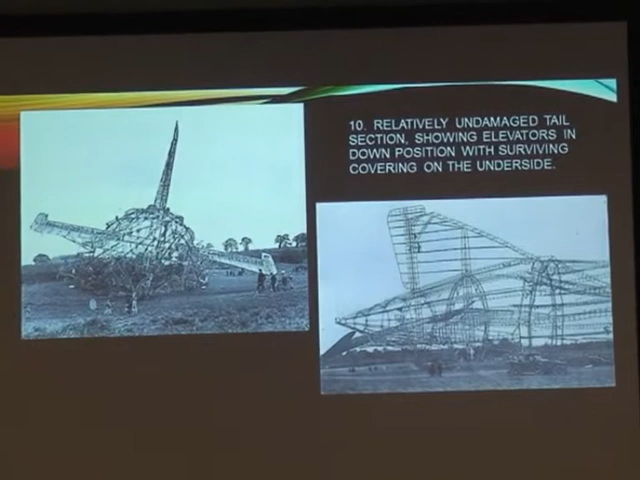 10. RELATIVELY UNDAMAGED TAIL
SECTION, SHOWING ELEVATORS IN
DOWN POSITION WITH SURVIVING
COVERING ON THE UNDERSIDE.